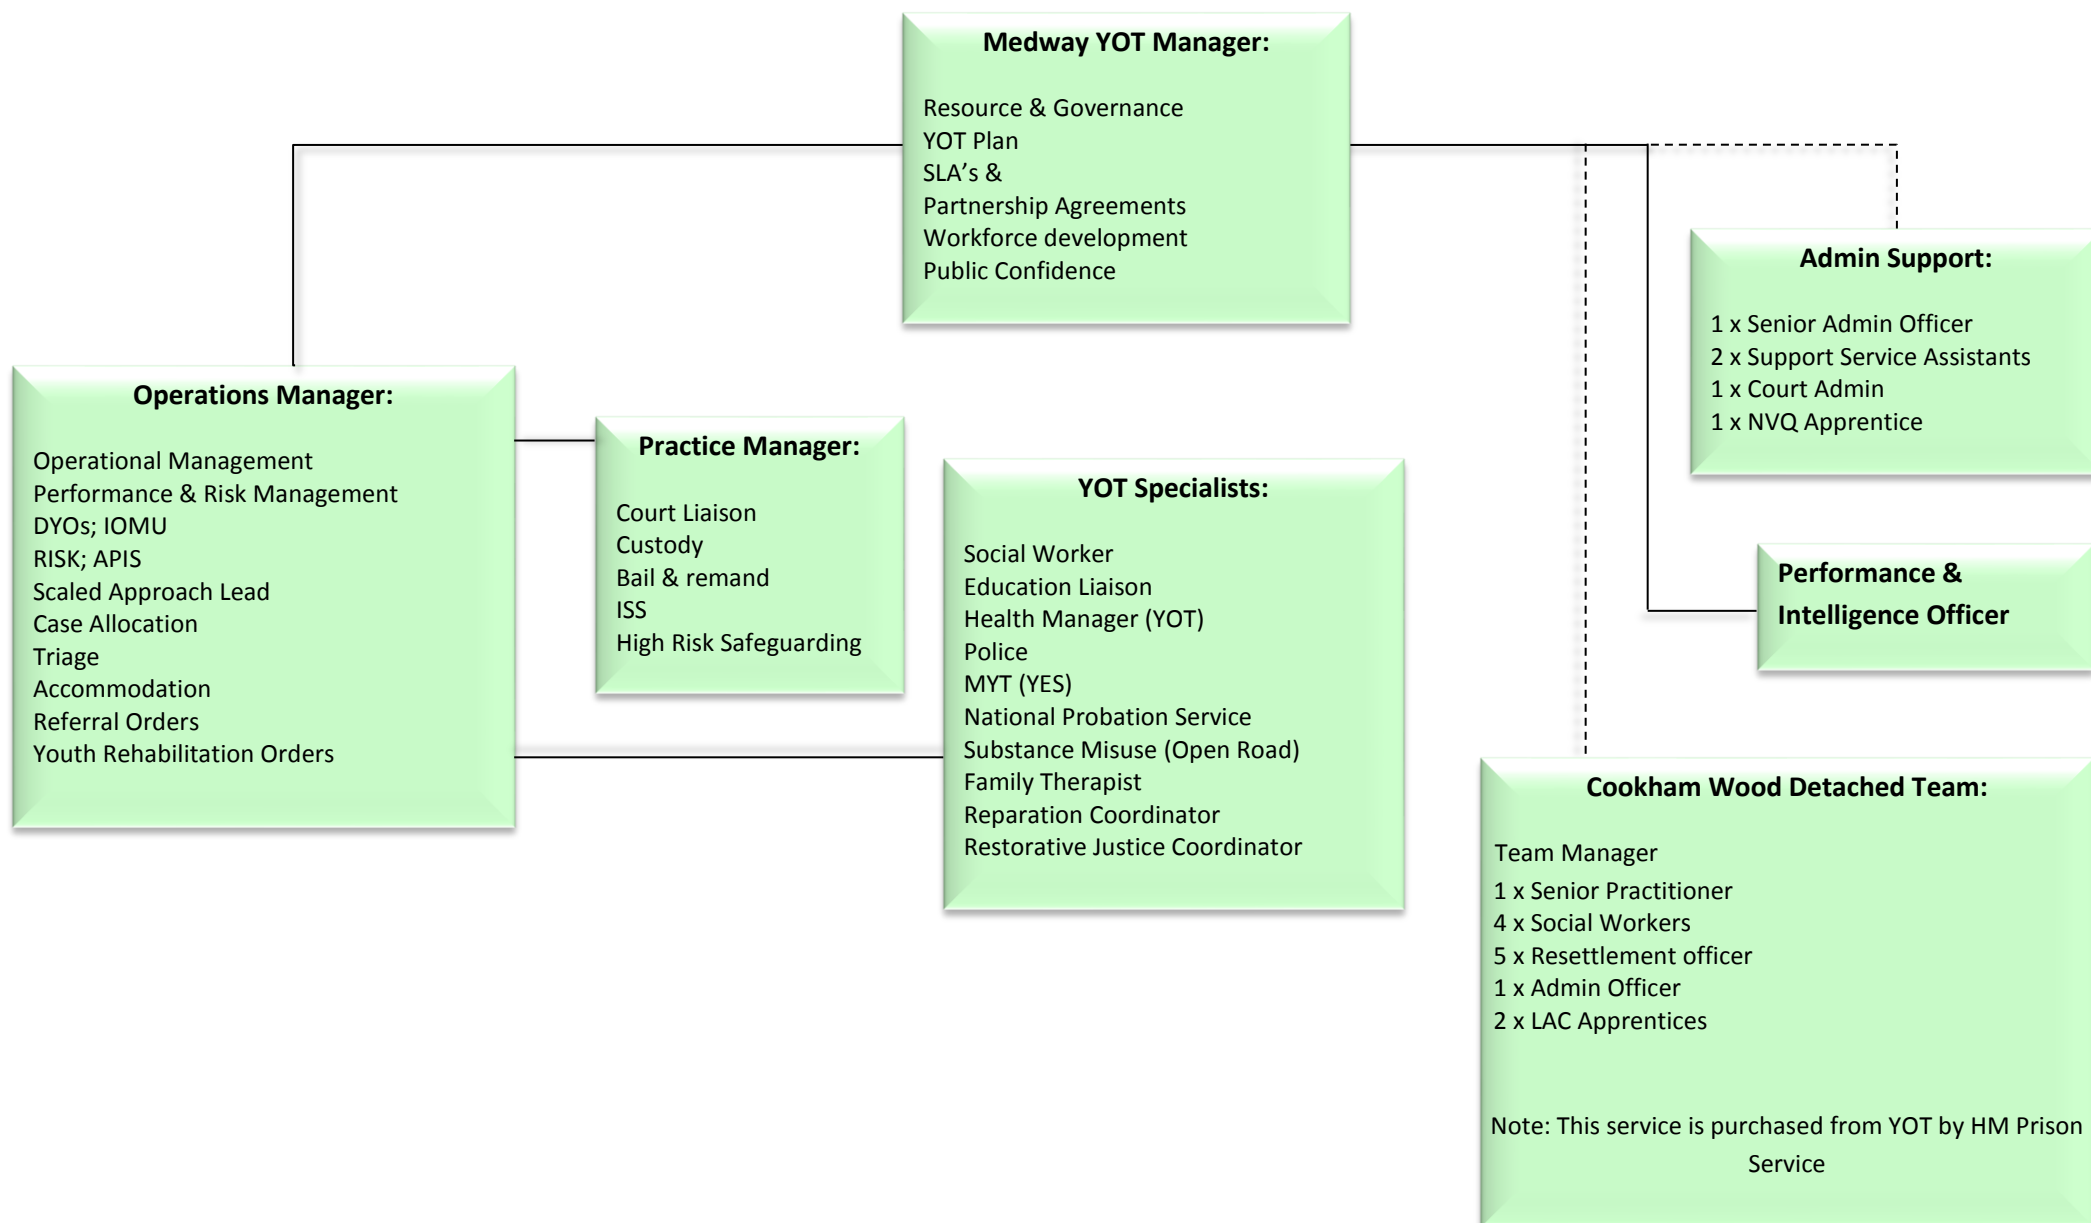 Medway YOT Manager:
Resource & Governance
YOT Plan
SLA’s &
Partnership Agreements
Workforce development
Public Confidence
Operations Manager:
Operational Management
Performance & Risk Management
DYOs; IOMU
RISK; APIS
Scaled Approach Lead
Case Allocation
Triage
Accommodation
Referral Orders
Youth Rehabilitation Orders
Practice Manager:
Court Liaison
Custody
Bail & remand
ISS
High Risk Safeguarding
YOT Specialists:
Social Worker
Education Liaison
Health Manager (YOT)
Police
MYT (YES)
National Probation Service
Substance Misuse (Open Road)
Family Therapist
Reparation Coordinator
Restorative Justice Coordinator
Admin Support:
1 x Senior Admin Officer
2 x Support Service Assistants
1 x Court Admin
1 x NVQ Apprentice
Performance &
Intelligence Officer
Cookham Wood Detached Team:
Team Manager
1 x Senior Practitioner
4 x Social Workers
5 x Resettlement officer
1 x Admin Officer
2 x LAC Apprentices
Note: This service is purchased from YOT by HM Prison
Service